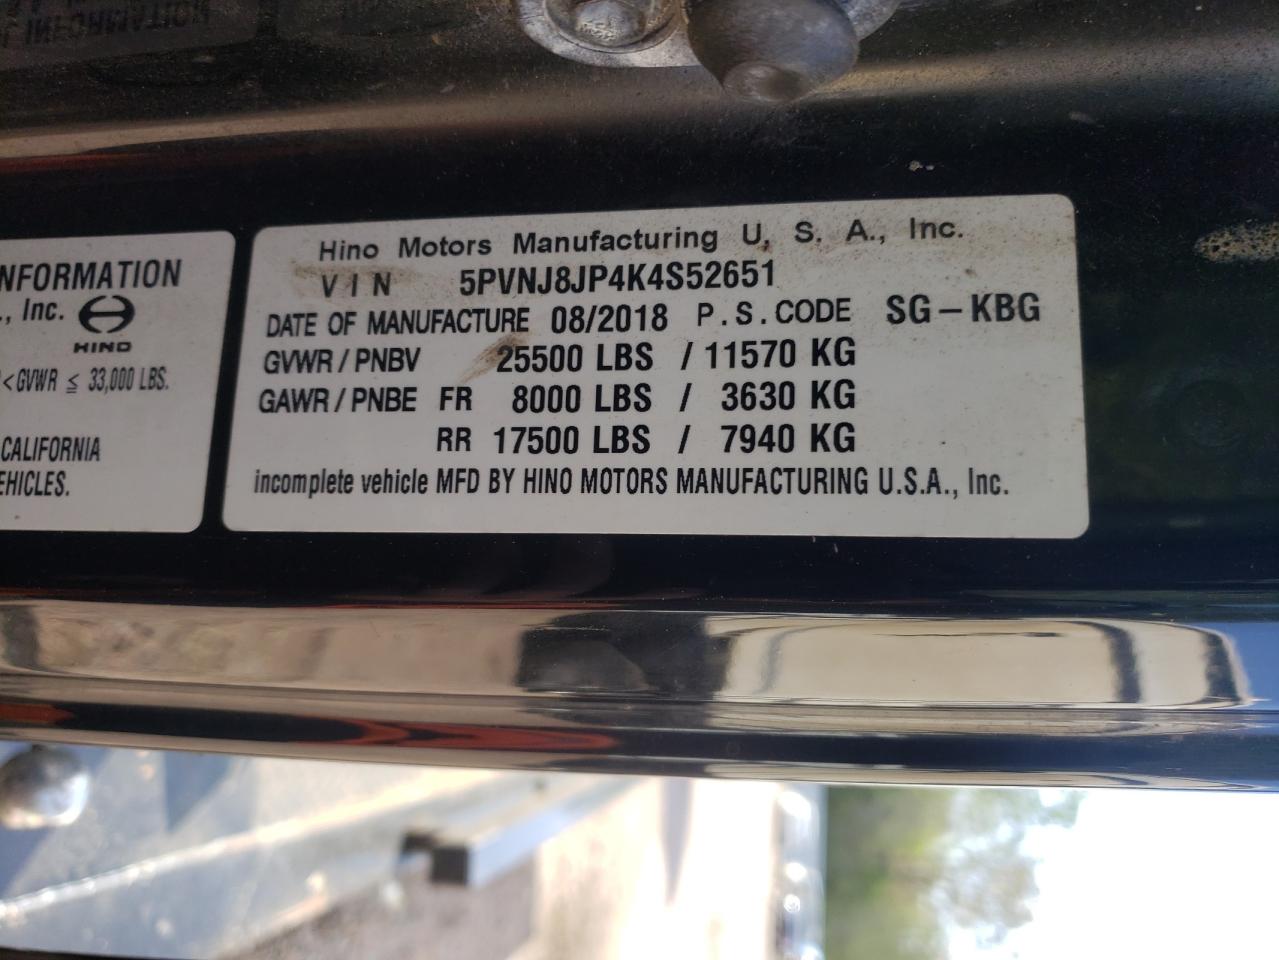 NFORMATION
., Inc.
HINO
<GVWR ≤ 33,000 LBS.
CALIFORNIA
EHICLES.
Hino Motors Manufacturing U. S. A., Inc.
VIN 5PVNJ8JP4K4S52651
DATE OF MANUFACTURE 08/2018 P.S.CODE SG-KBG
GVWR/PNBV 25500 LBS / 11570 KG
GAWR/PNBE FR 8000 LBS / 3630 KG
RR 17500 LBS / 7940 KG
incomplete vehicle MFD BY HINO MOTORS MANUFACTURING U.S.A., Inc.